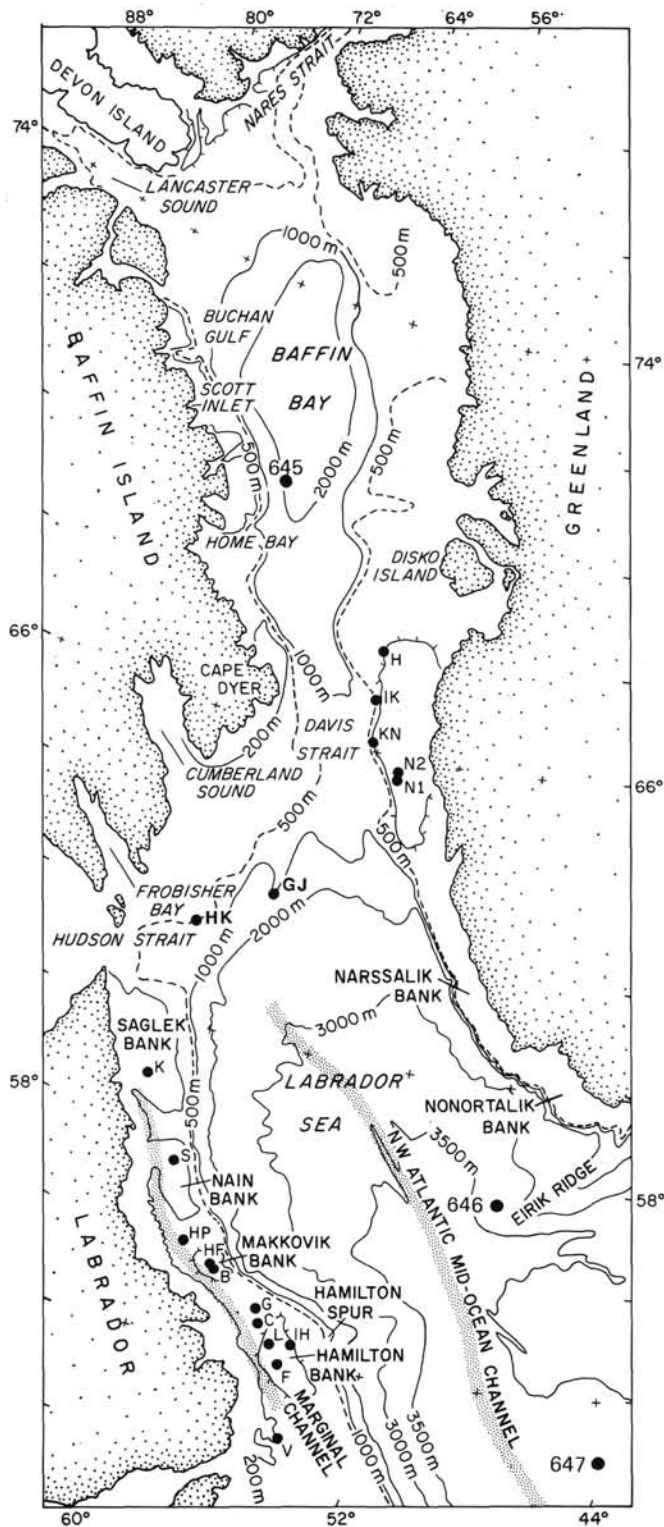 88° 80° 72° 64° 56°
DEVON ISLAND
NARES STRAIT
74°
LANCASTER
SOUND
1000 m
500 m
BUCHAN
GULF
BAFFIN
BAY
74°
SCOTT
INLET
BAFFIN ISLAND
GREENLAND
500 m
645
2000 m
500 m
HOME BAY
DISKO
ISLAND
66°
H
CAPE
DYER
1000 m
IK
200 m
DAVIS
STRAIT
KN
CUMBERLAND
SOUND
N2
N1
66°
500 m
500 m
FROBISHER
BAY
GJ
HK
HUDSON STRAIT
1000 m
2000 m
NARSSALIK
BANK
3000 m
SAGLEK
BANK
K
58°
LABRADOR
SEA
500 m
NONORTALIK
BANK
3500 m
S
NAIN
BANK
NW ATLANTIC MID-OCEAN CHANNEL
646
EIRIK RIDGE
58°
LABRADOR
HP
HF
MAKKOVIK
BANK
B
HAMILTON
SPUR
G
C
L IH
HAMILTON
BANK
F
MARGINAL
CHANNEL
V
200 m
1000 m
3000 m
3500 m
647
60° 52° 44°